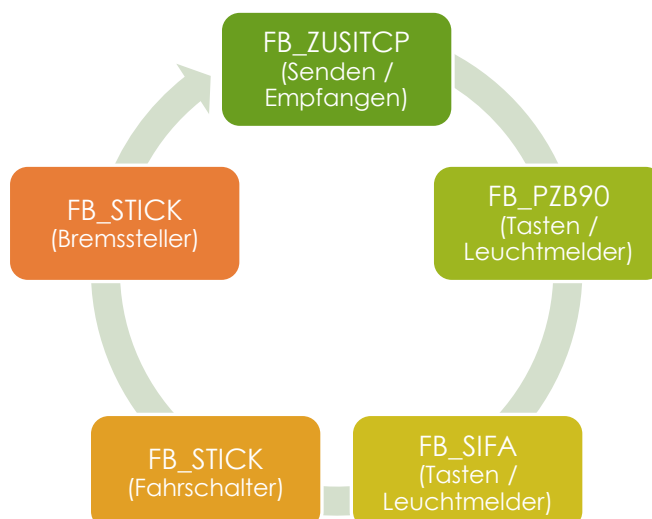 FB_ZUSITCP
(Senden /
Empfangen)
FB_PZB90
(Tasten /
Leuchtmelder)
FB_SIFA
(Tasten /
Leuchtmelder)
FB_STICK
(Fahrschalter)
FB_STICK
(Bremssteller)